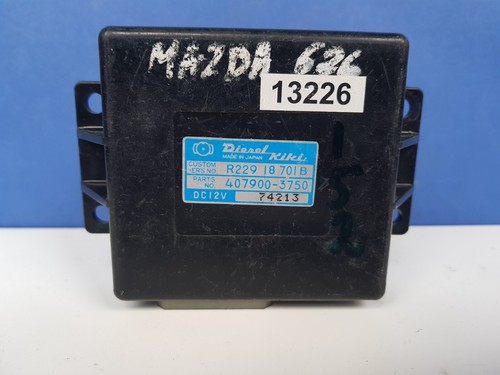 MAZDA 626
13226
Diesel Kiki
MADE IN JAPAN
CUSTOM -ERS NO. R229 18 701B
PARTS NO. 407900-3750
DC12V 74213